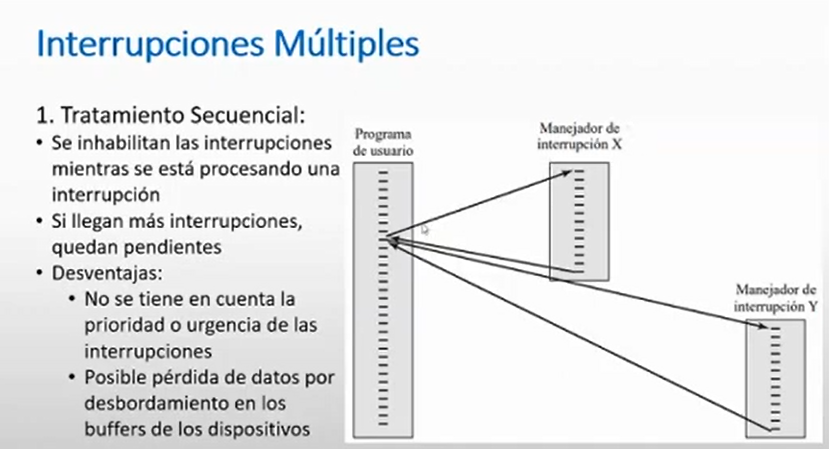 Interrupciones Múltiples
1. Tratamiento Secuencial:
• Se inhabilitan las interrupciones
mientras se está procesando una
interrupción
• Si llegan más interrupciones,
quedan pendientes
• Desventajas:
• No se tiene en cuenta la
prioridad o urgencia de las
interrupciones
• Posible pérdida de datos por
desbordamiento en los
buffers de los dispositivos
Programa
de usuario
Manejador de
interrupción X
Manejador de
interrupción Y